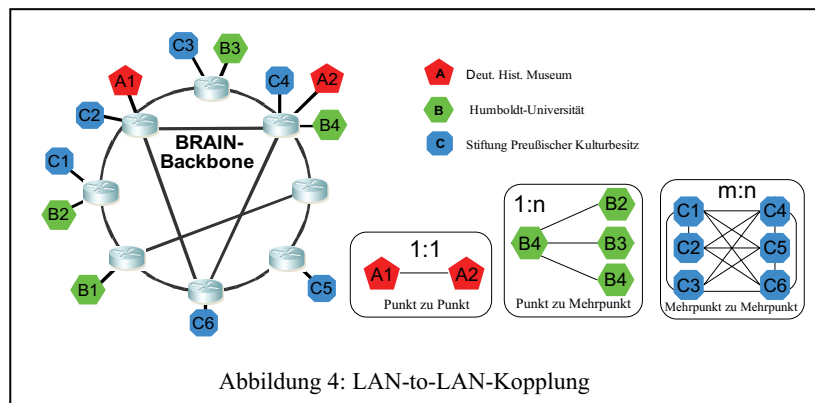 C3
B3
A1
C4
A2
C2
B4
BRAIN-
Backbone
C1
B2
B1
C5
C6
A Deut. Hist. Museum
B Humboldt-Universität
C Stiftung Preußischer Kulturbesitz
1:1
A1 A2
Punkt zu Punkt
1:n
B2
B4 B3
B4
Punkt zu Mehrpunkt
m:n
C1 C4
C2 C5
C3 C6
Mehrpunkt zu Mehrpunkt
Abbildung 4: LAN-to-LAN-Kopplung